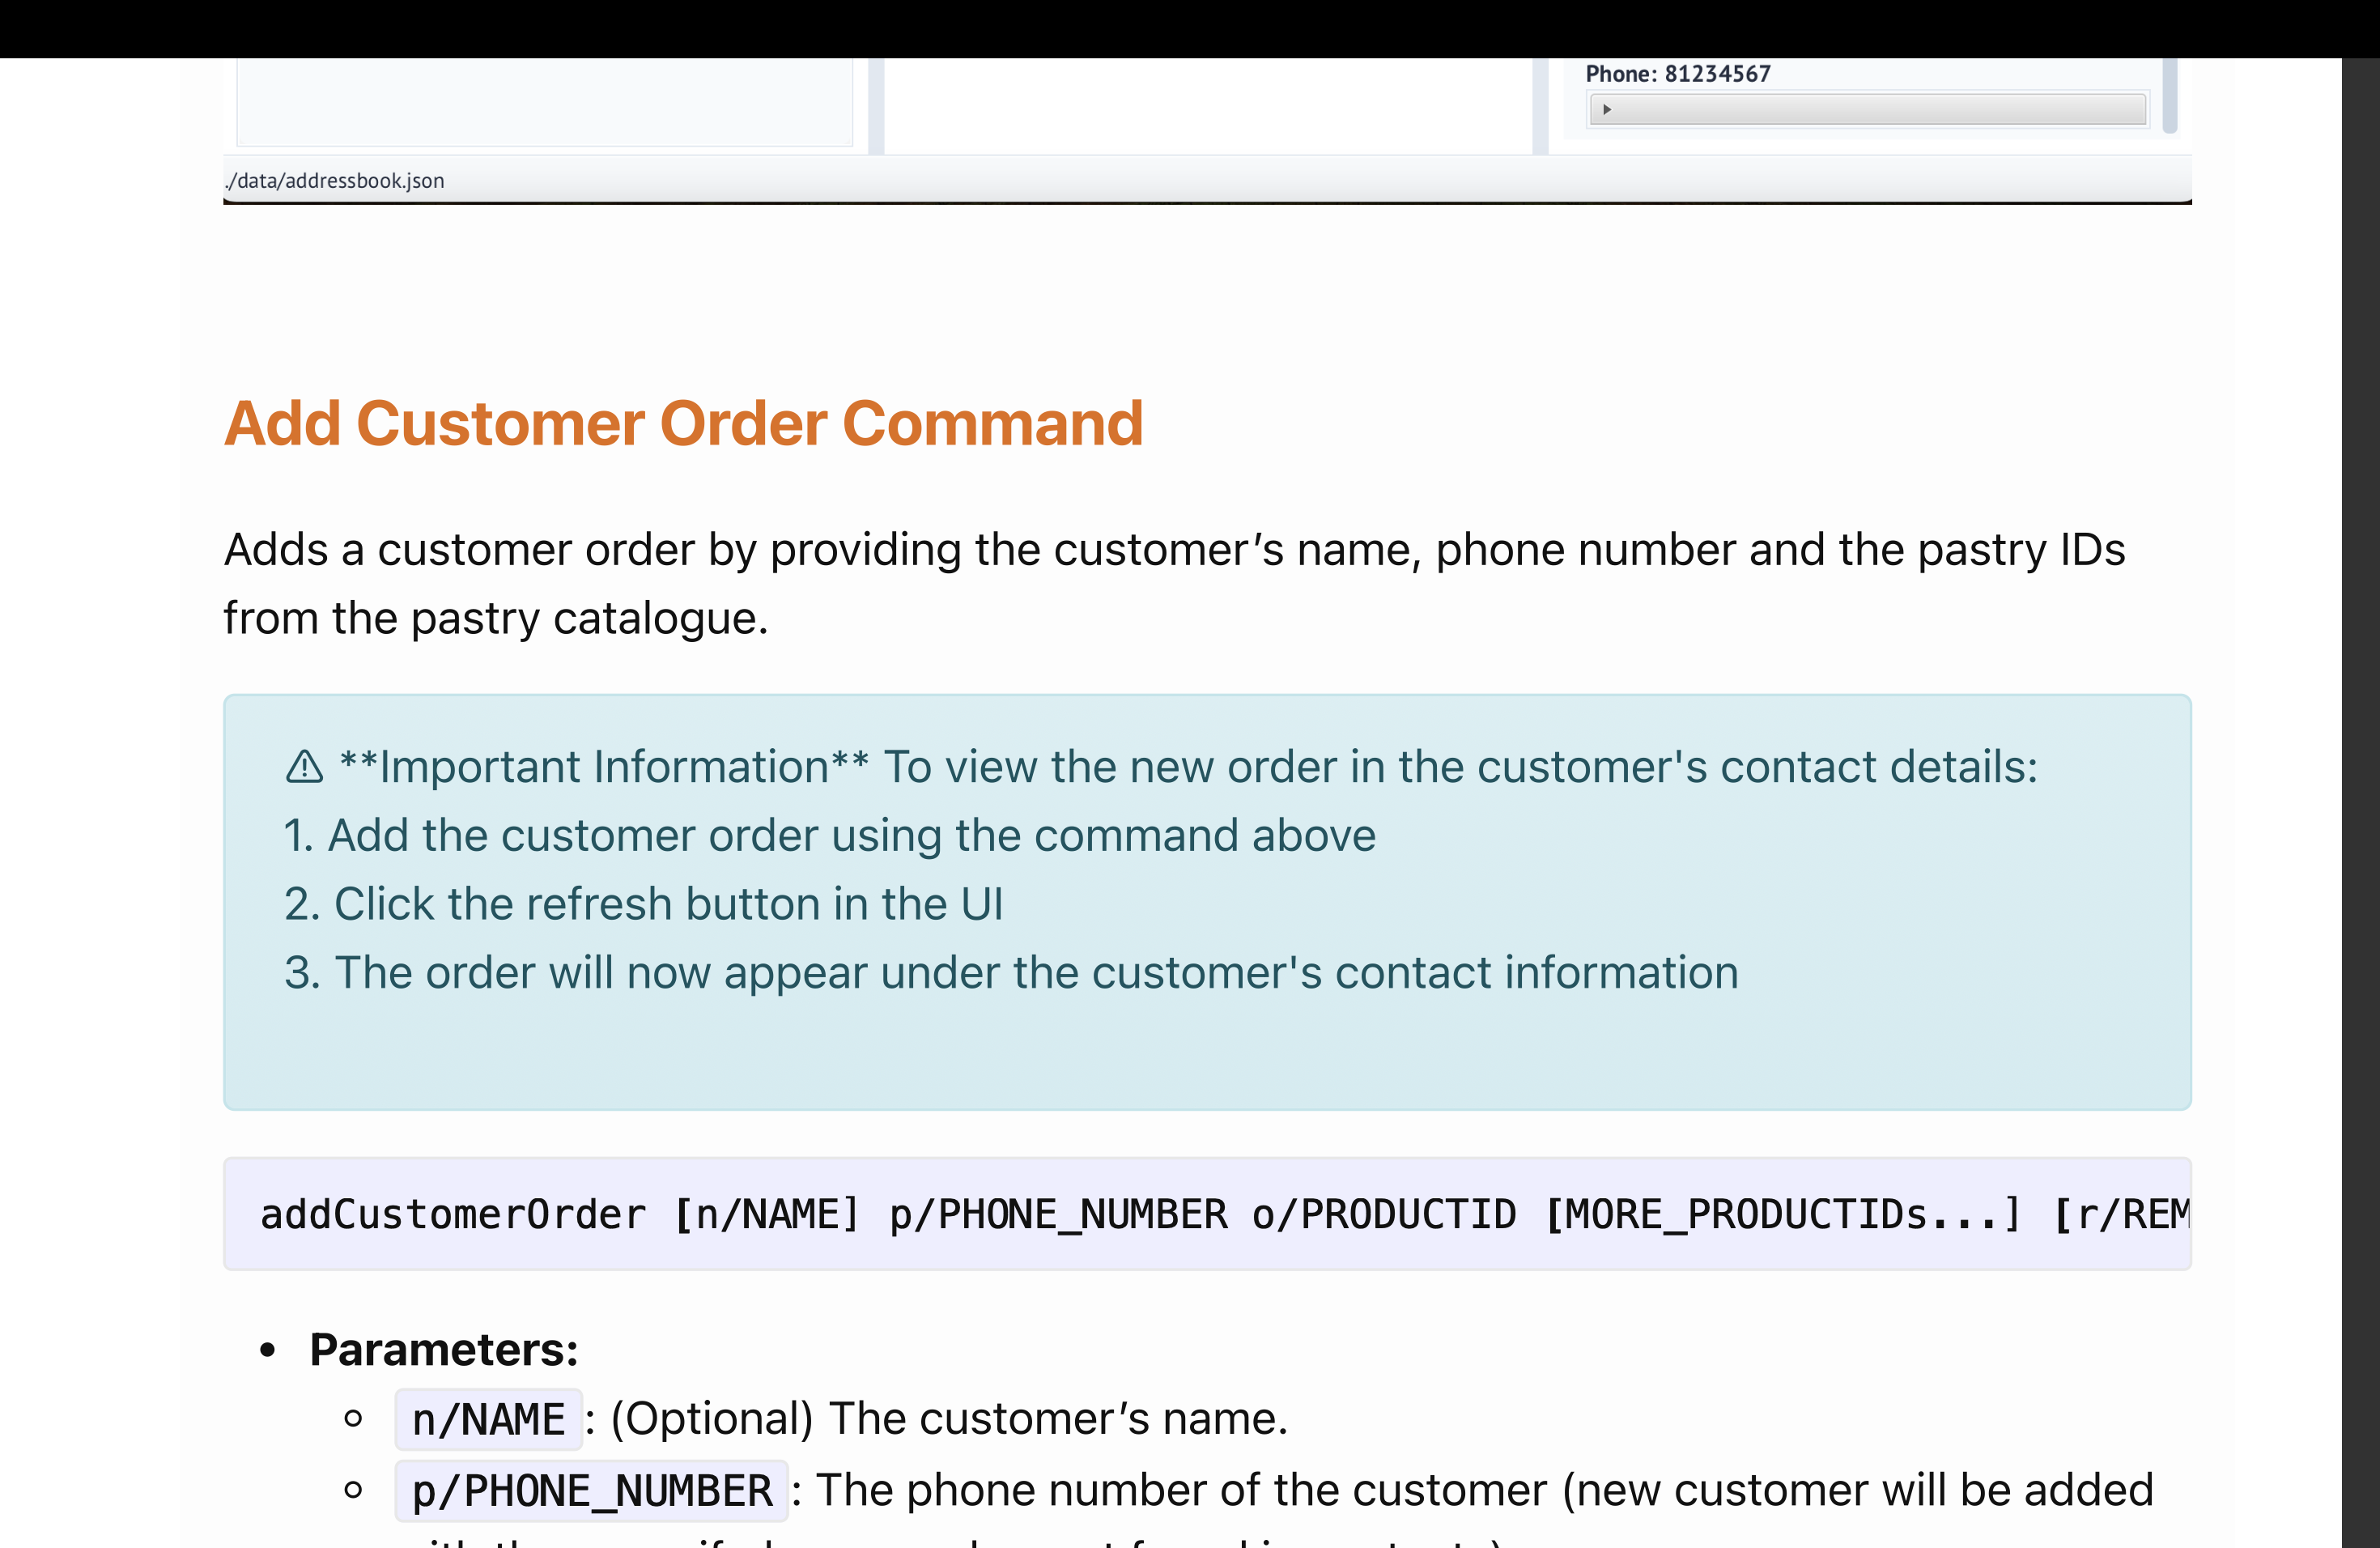 Phone: 81234567
./data/addressbook.json
Add Customer Order Command
Adds a customer order by providing the customer’s name, phone number and the pastry IDs
from the pastry catalogue.
⚠ **Important Information** To view the new order in the customer's contact details:
1. Add the customer order using the command above
2. Click the refresh button in the UI
3. The order will now appear under the customer's contact information
addCustomerOrder [n/NAME] p/PHONE_NUMBER o/PRODUCTID [MORE_PRODUCTIDs...] [r/REM
• Parameters:
◦ n/NAME : (Optional) The customer’s name.
◦ p/PHONE_NUMBER : The phone number of the customer (new customer will be added